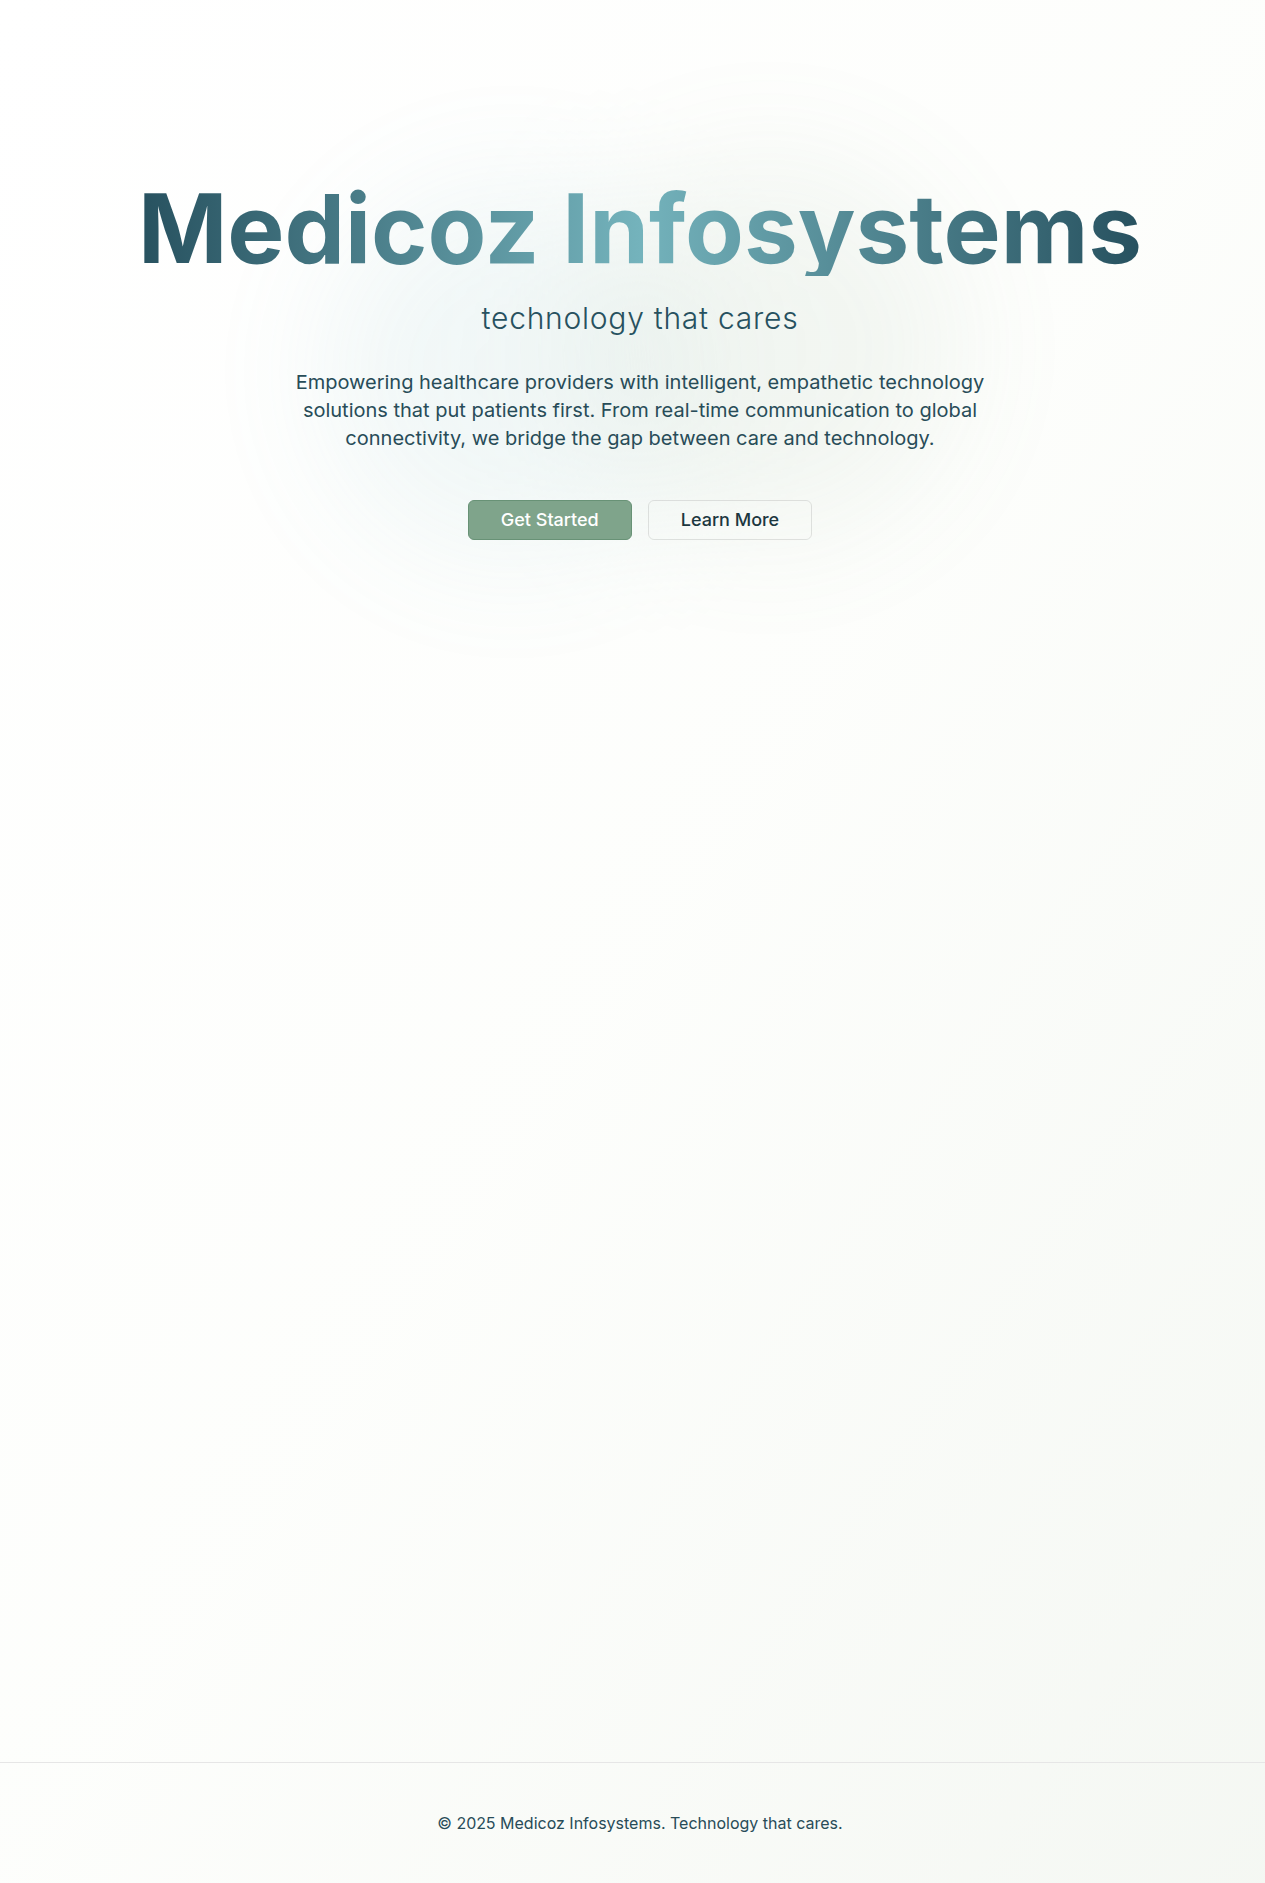 Medicoz Infosystems
technology that cares
Empowering healthcare providers with intelligent, empathetic technology
solutions that put patients first. From real-time communication to global
connectivity, we bridge the gap between care and technology.
Get Started
Learn More
© 2025 Medicoz Infosystems. Technology that cares.